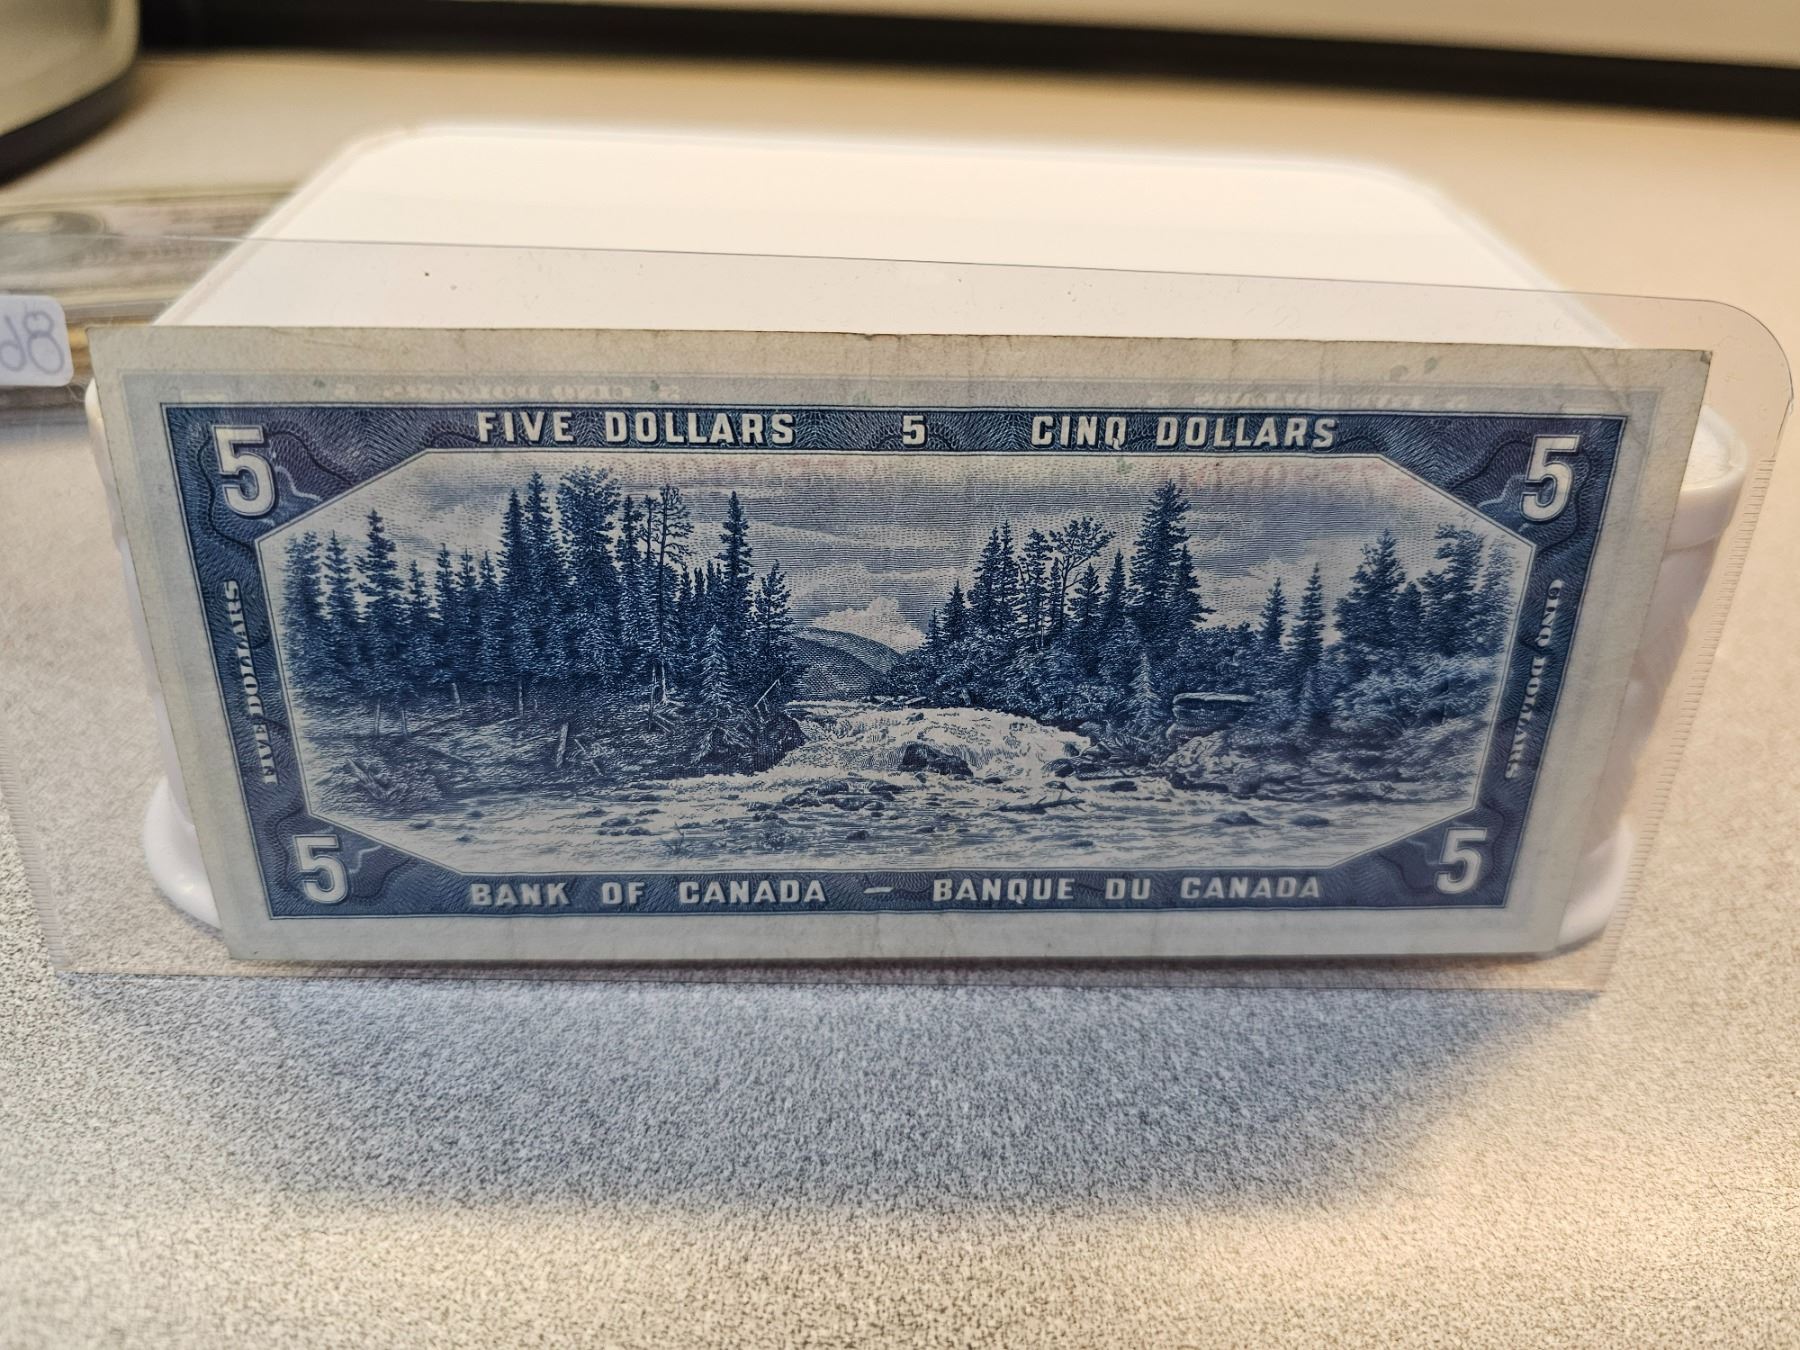 FIVE DOLLARS 5 CINQ DOLLARS
5 5
FIVE DOLLARS
CINQ DOLLARS
5 5
BANK OF CANADA — BANQUE DU CANADA